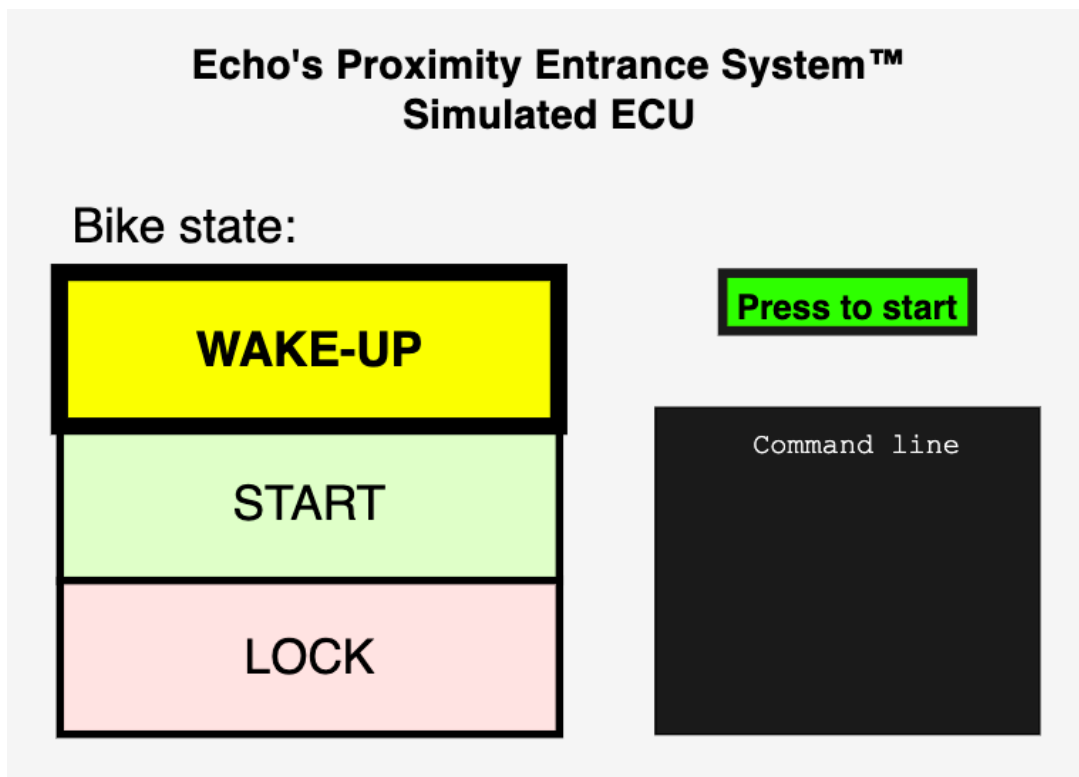 Echo's Proximity Entrance System™
Simulated ECU
Bike state:
WAKE-UP
START
LOCK
Press to start
Command line